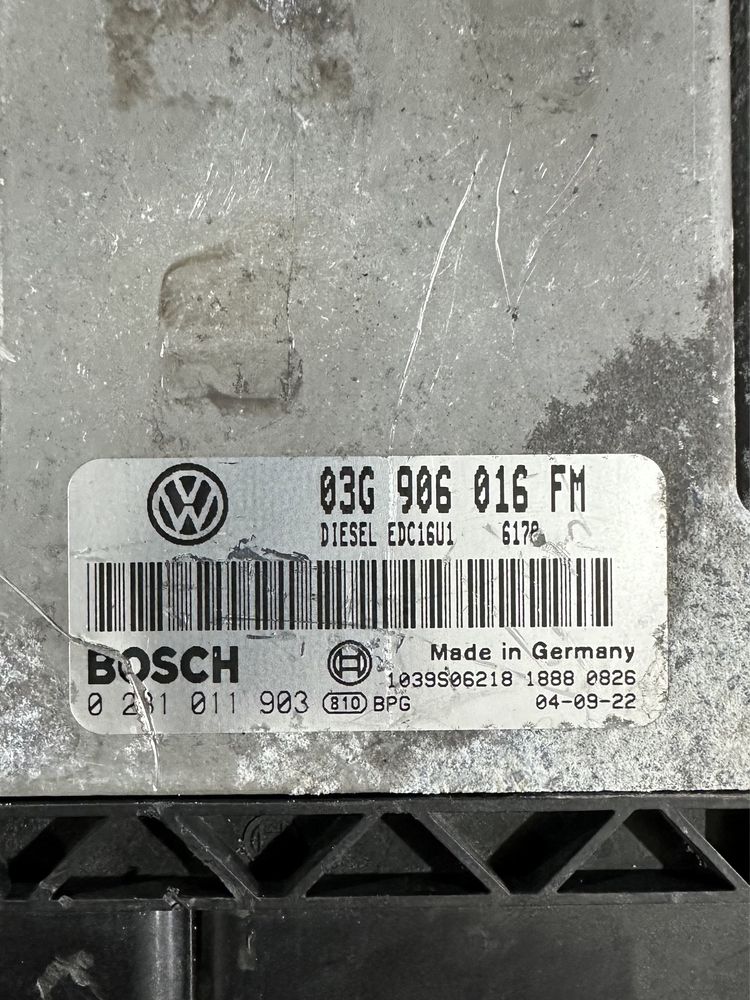 03G 906 016 FM
DIESEL EDC16U1 6178
BOSCH
Made in Germany
1039S06218 1888 0826
0 281 011 903 810 BPG 04-09-22